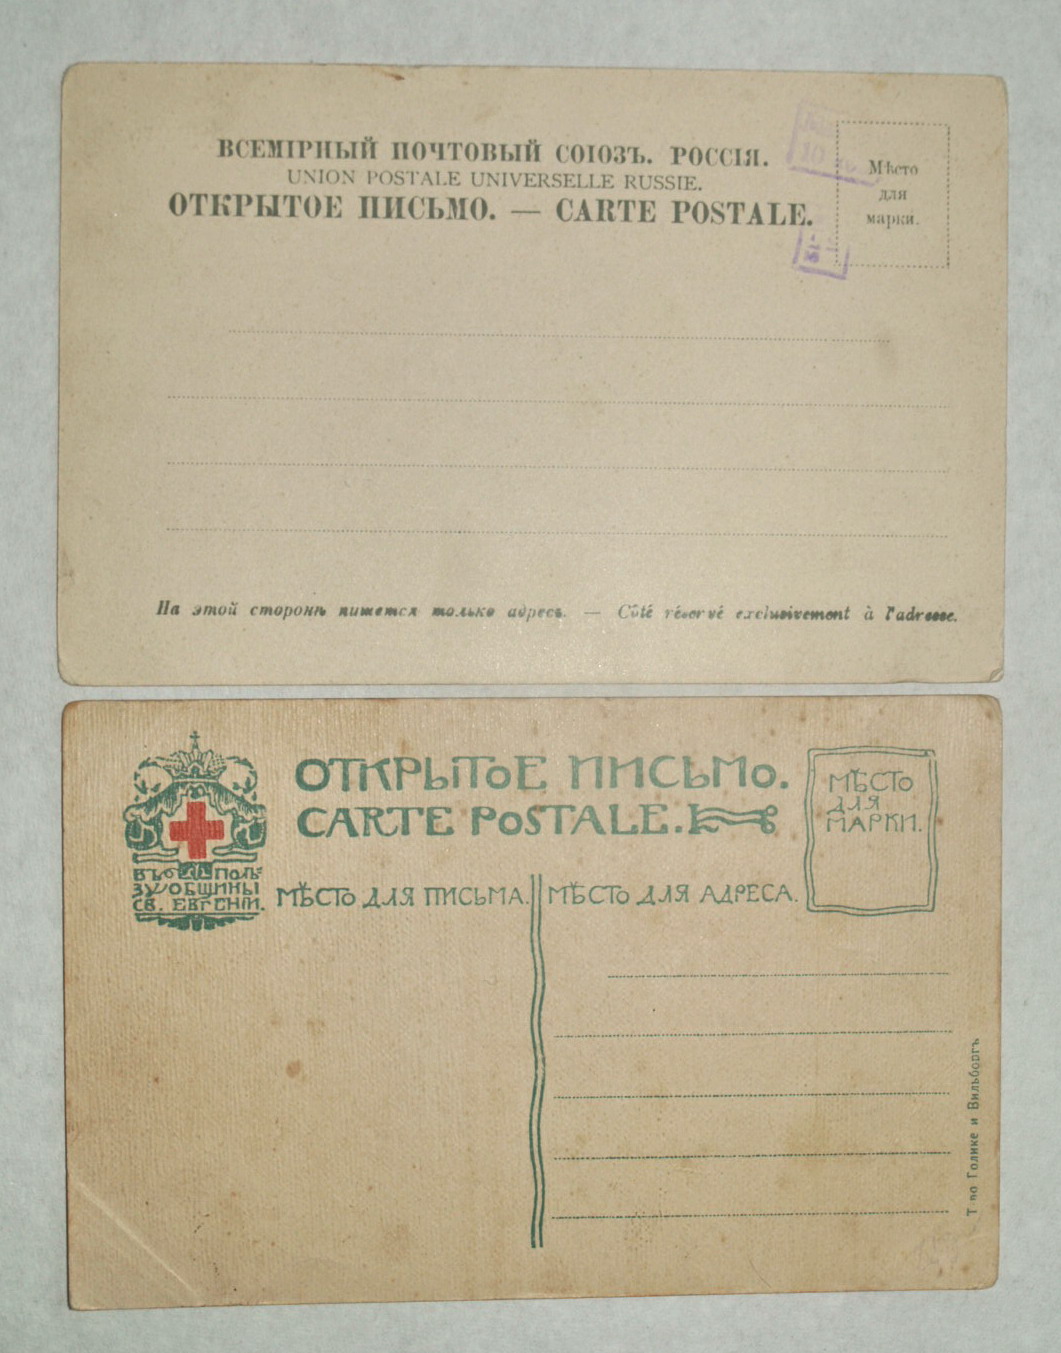 ВСЕМІРНЫЙ ПОЧТОВЫЙ СОЮЗЪ. РОССІЯ.
UNION POSTALE UNIVERSELLE RUSSIE.
ОТКРЫТОЕ ПИСЬМО. — CARTE POSTALE.
Мѣсто
для
марки.
На этой сторонѣ пишется только адресъ. — Côté réservé exclusivement à l'adresse.
ОТКРЫТОЕ ПИСЬМО.
CARTE POSTALE.
МѢСТО
ДЛЯ
МАРКИ.
ВЪ ПОЛЬ-
ЗУ ОБЩИНЫ
СВ. ЕВГЕНІИ.
МѢСТО ДЛЯ ПИСЬМА.
МѢСТО ДЛЯ АДРЕСА.
Т-во Голике и Вильборгъ